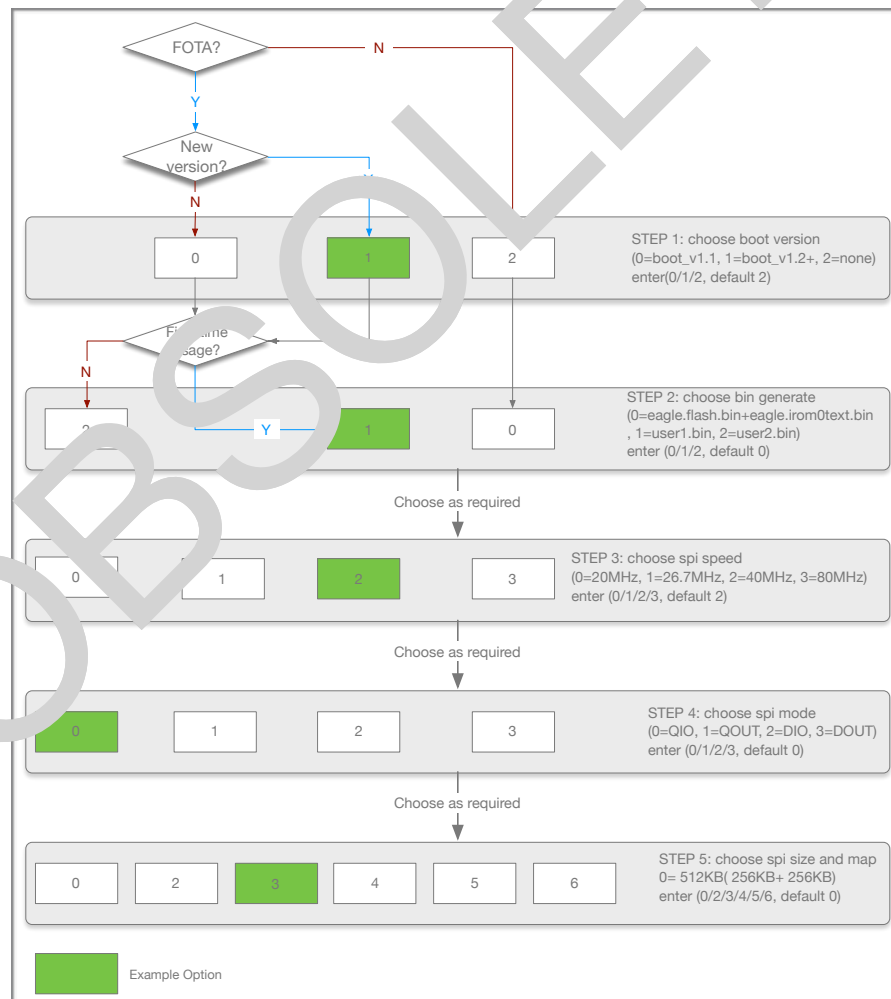 FOTA?
N
Y
New
version?
N
STEP 1: choose boot version
(0=boot_v1.1, 1=boot_v1.2+, 2=none)
enter(0/1/2, default 2)
0
1
2
usage?
N
Y
STEP 2: choose bin generate
(0=eagle.flash.bin+eagle.irom0text.bin
, 1=user1.bin, 2=user2.bin)
enter (0/1/2, default 0)
1
0
Choose as required
STEP 3: choose spi speed
(0=20MHz, 1=26.7MHz, 2=40MHz, 3=80MHz)
enter (0/1/2/3, default 2)
0
1
2
3
Choose as required
STEP 4: choose spi mode
(0=QIO, 1=QOUT, 2=DIO, 3=DOUT)
enter (0/1/2/3, default 0)
0
1
2
3
Choose as required
STEP 5: choose spi size and map
0= 512KB( 256KB+ 256KB)
enter (0/2/3/4/5/6, default 0)
0
2
3
4
5
6
Example Option
OBSOLE